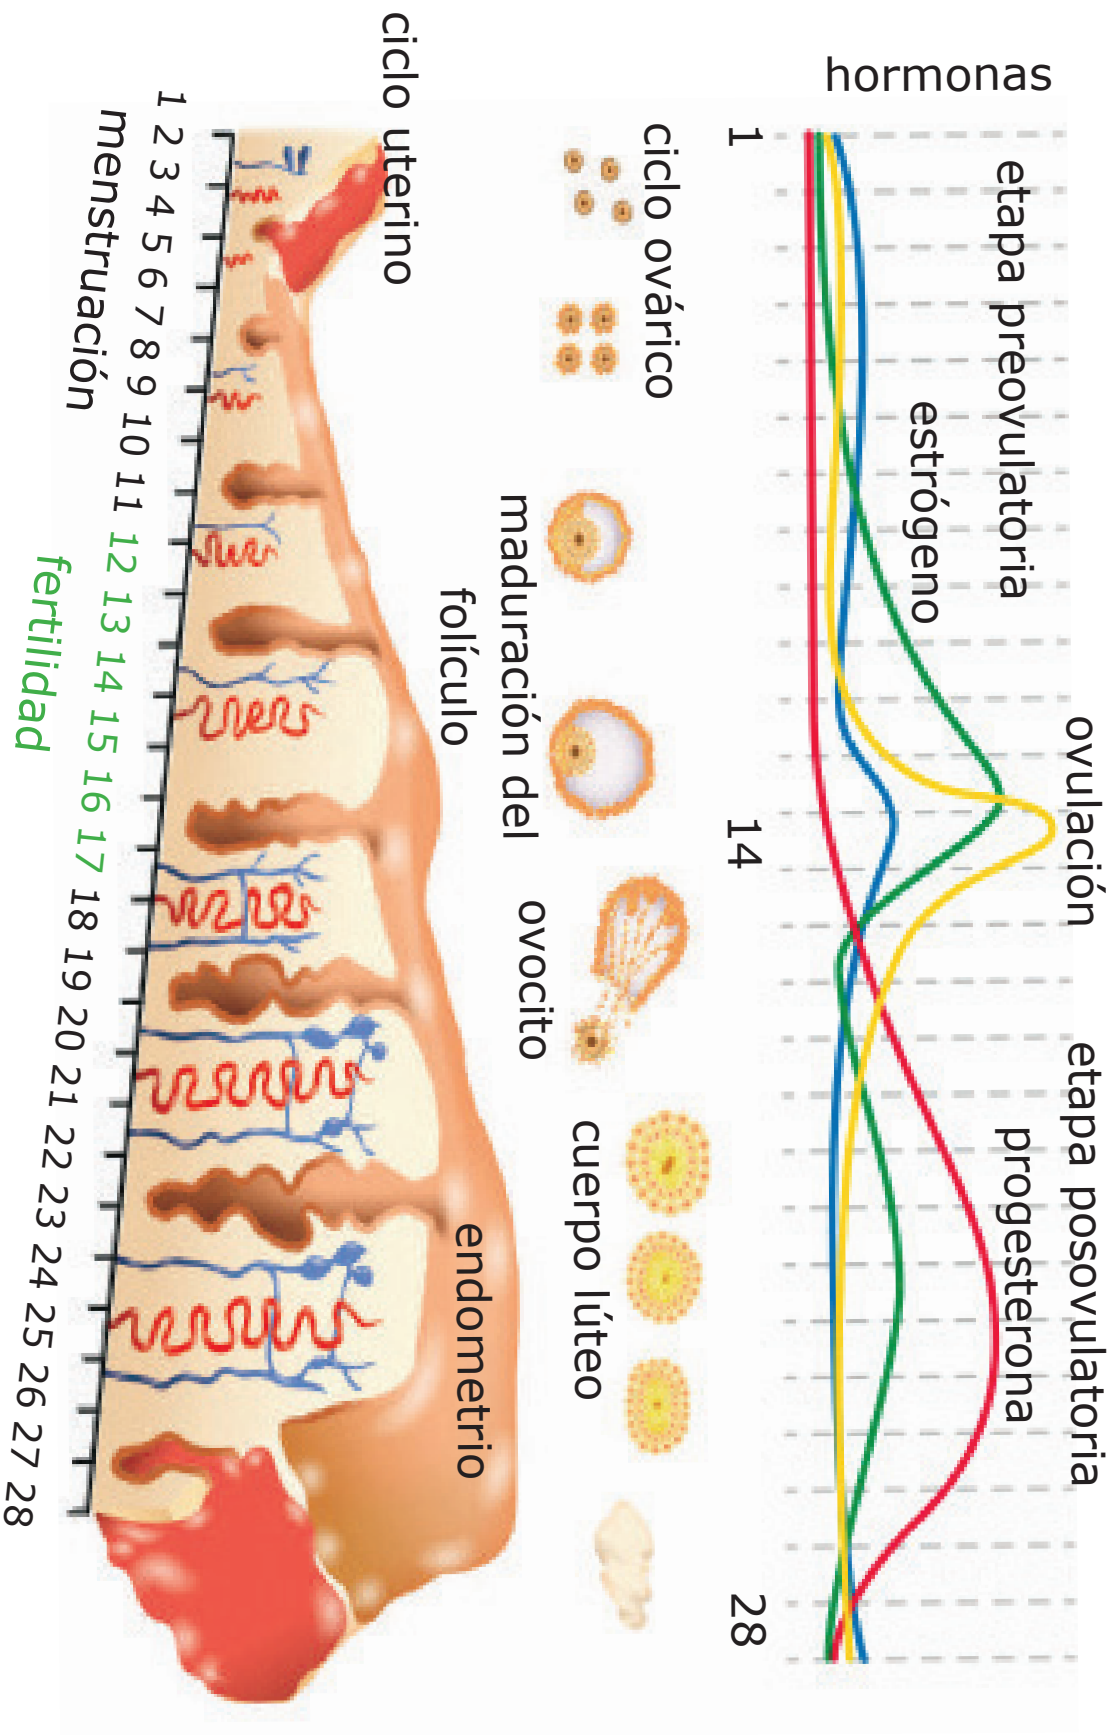 hormonas
etapa preovulatoria
ovulación
etapa posovulatoria
estrógeno
progesterona
1
14
28
ciclo ovárico
maduración del
folículo
ovocito
cuerpo lúteo
ciclo uterino
endometrio
1 2 3 4 5 6 7 8 9 10 11 12 13 14 15 16 17 18 19 20 21 22 23 24 25 26 27 28
menstruación
fertilidad